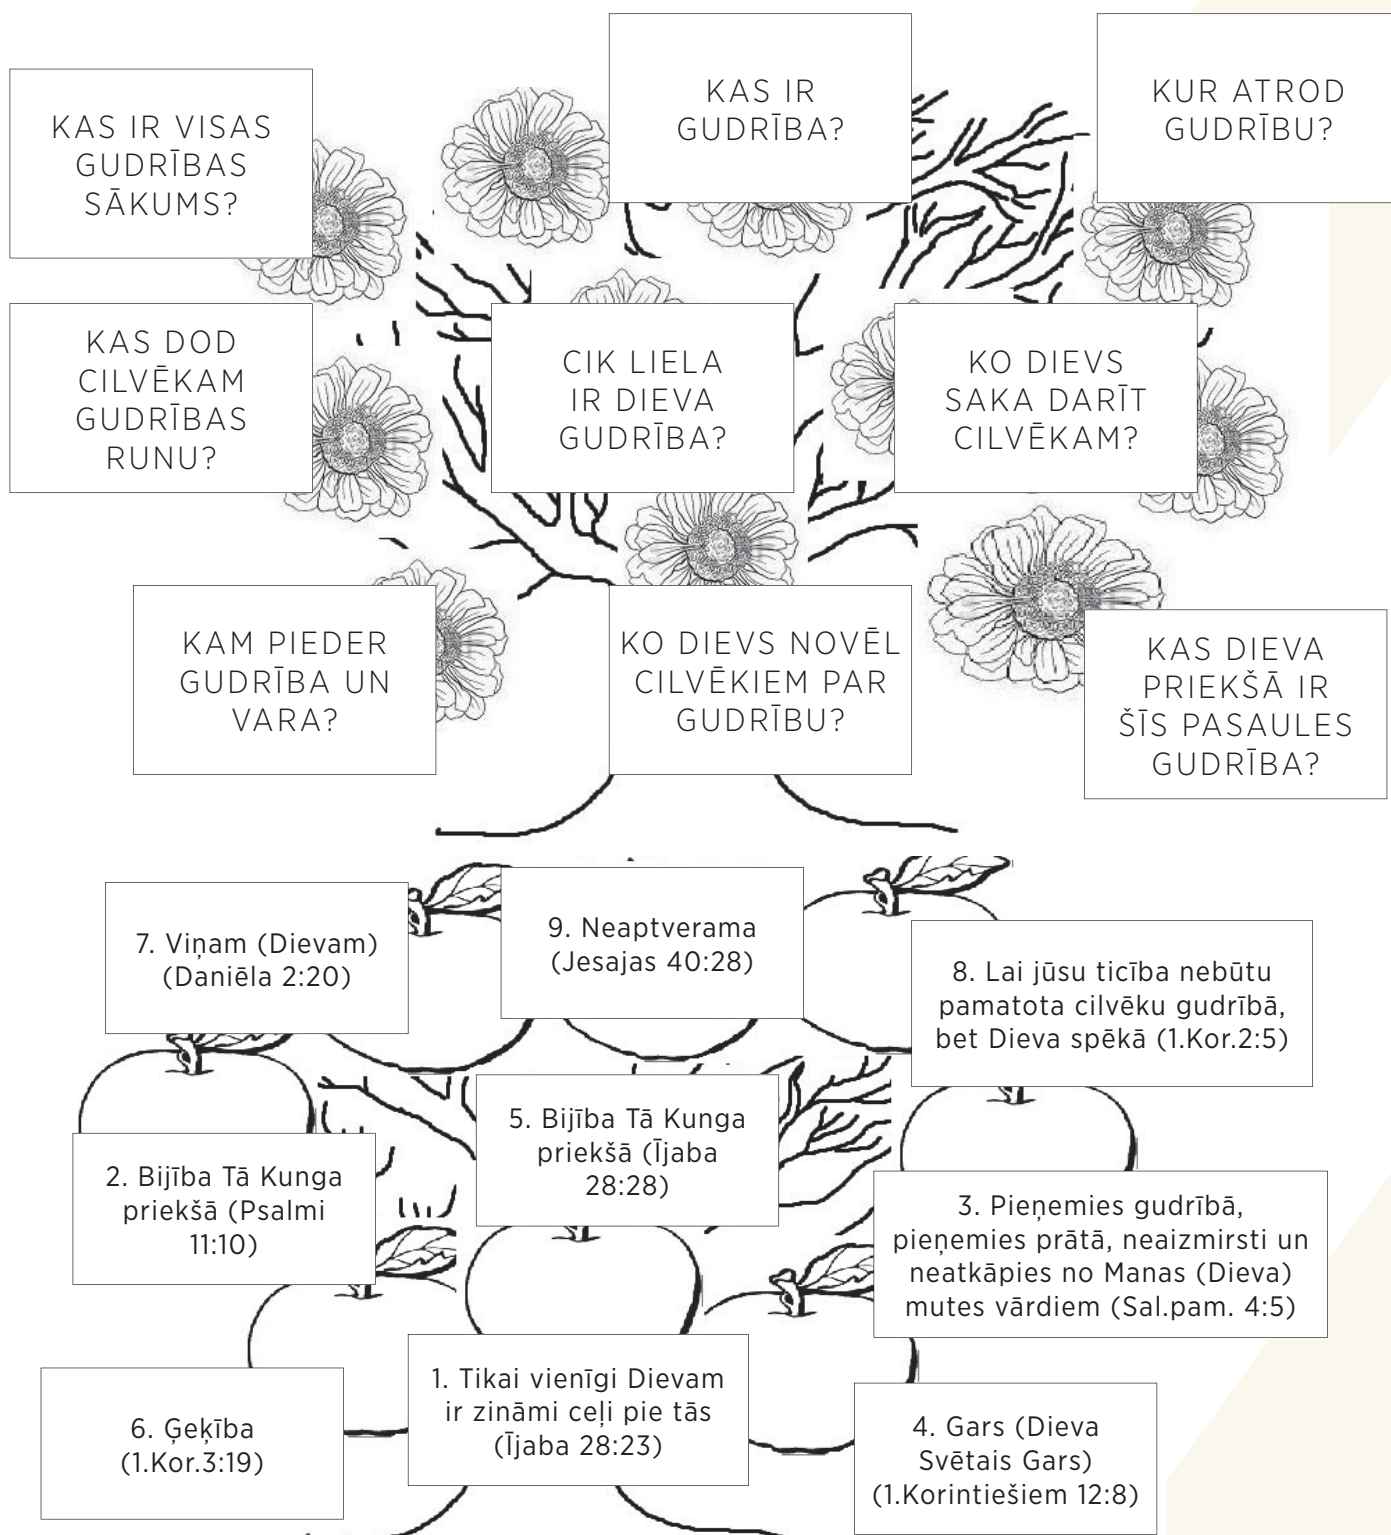 KAS IR VISAS
GUDRĪBAS
SĀKUMS?
KAS IR
GUDRĪBA?
KUR ATROD
GUDRĪBU?
KAS DOD
CILVĒKAM
GUDRĪBAS
RUNU?
CIK LIELA
IR DIEVA
GUDRĪBA?
KO DIEVS
SAKA DARĪT
CILVĒKAM?
KAM PIEDER
GUDRĪBA UN
VARA?
KO DIEVS NOVĒL
CILVĒKIEM PAR
GUDRĪBU?
KAS DIEVA
PRIEKŠĀ IR
ŠĪS PASAULES
GUDRĪBA?
7. Viņam (Dievam)
(Daniēla 2:20)
9. Neaptverama
(Jesajas 40:28)
8. Lai jūsu ticība nebūtu
pamatota cilvēku gudrībā,
bet Dieva spēkā (1.Kor.2:5)
2. Bijība Tā Kunga
priekšā (Psalmi
11:10)
5. Bijība Tā Kunga
priekšā (Ījaba
28:28)
3. Pieņemies gudrībā,
pieņemies prātā, neaizmirsti un
neatkāpies no Manas (Dieva)
mutes vārdiem (Sal.pam. 4:5)
6. Ģeķība
(1.Kor.3:19)
1. Tikai vienīgi Dievam
ir zināmi ceļi pie tās
(Ījaba 28:23)
4. Gars (Dieva
Svētais Gars)
(1.Korintiešiem 12:8)